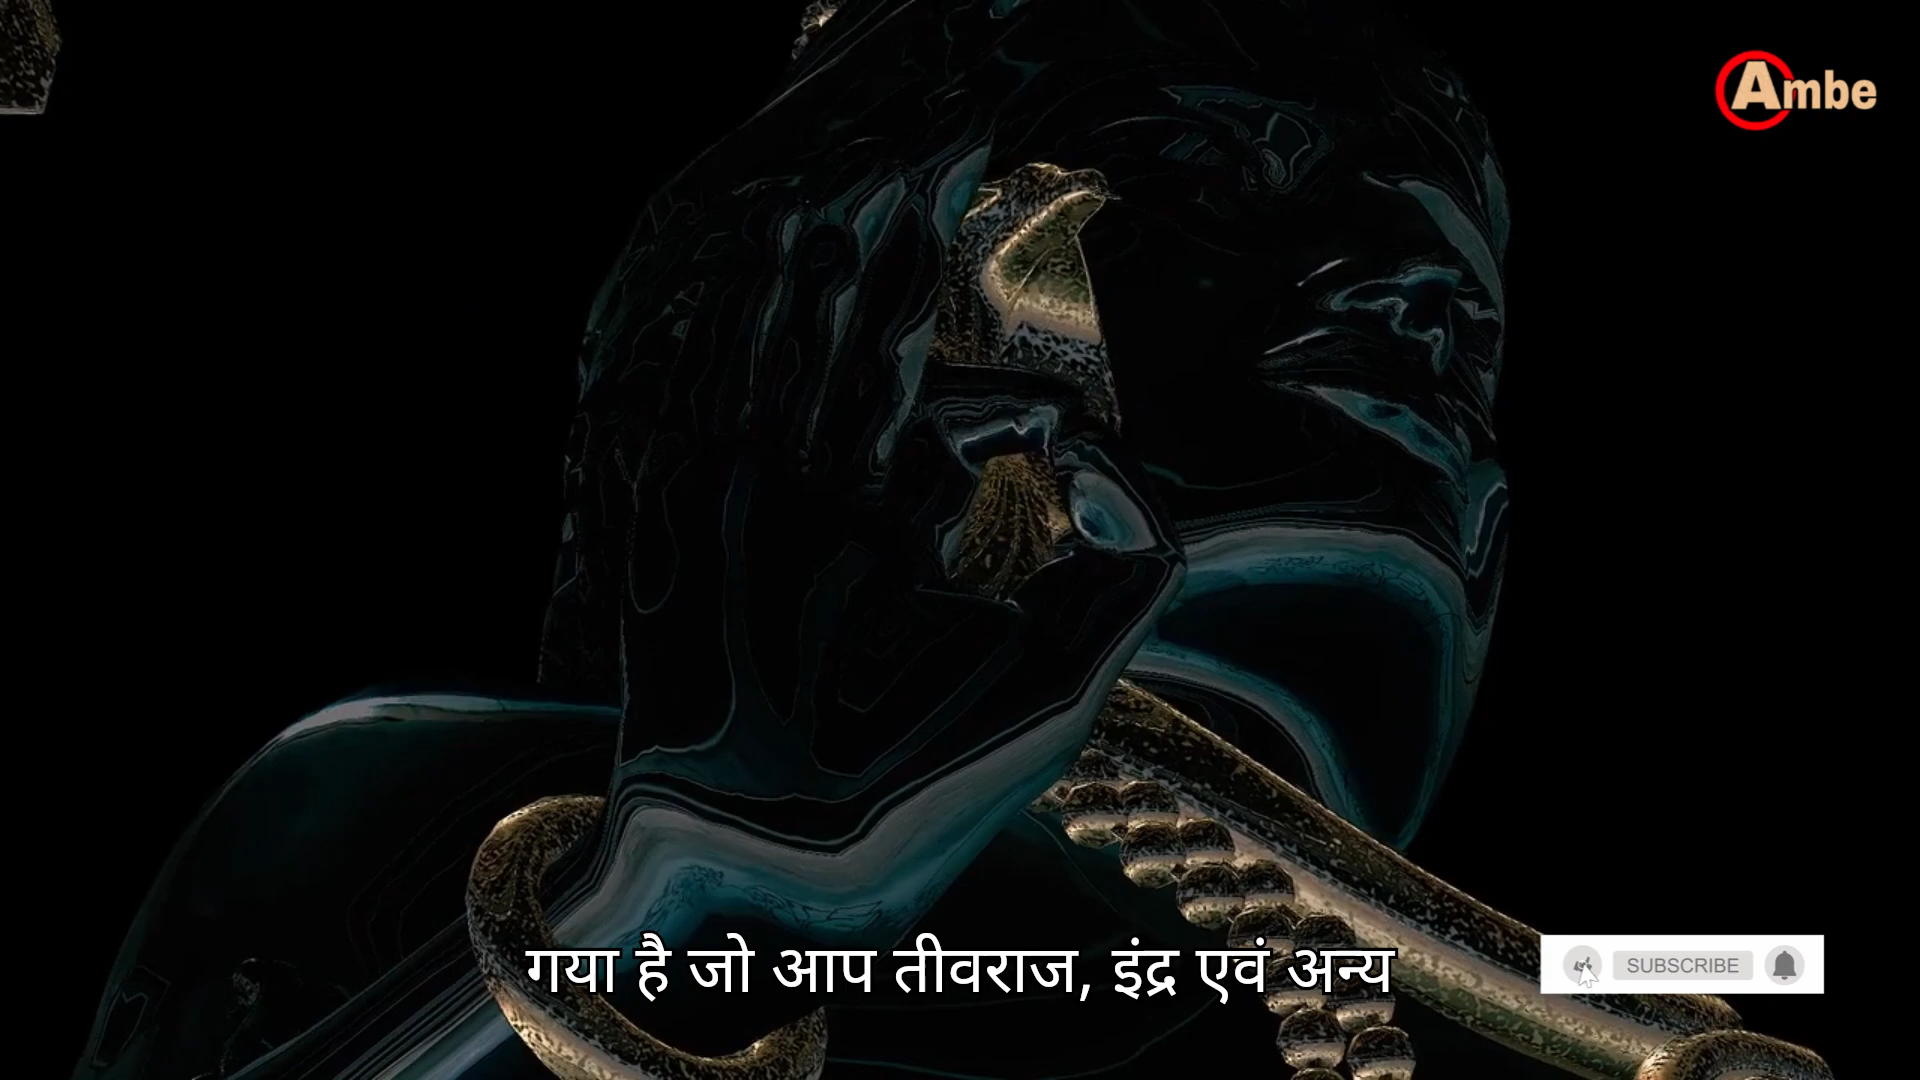 Ambe
गया है जो आप तीवराज, इंद्र एवं अन्य
SUBSCRIBE